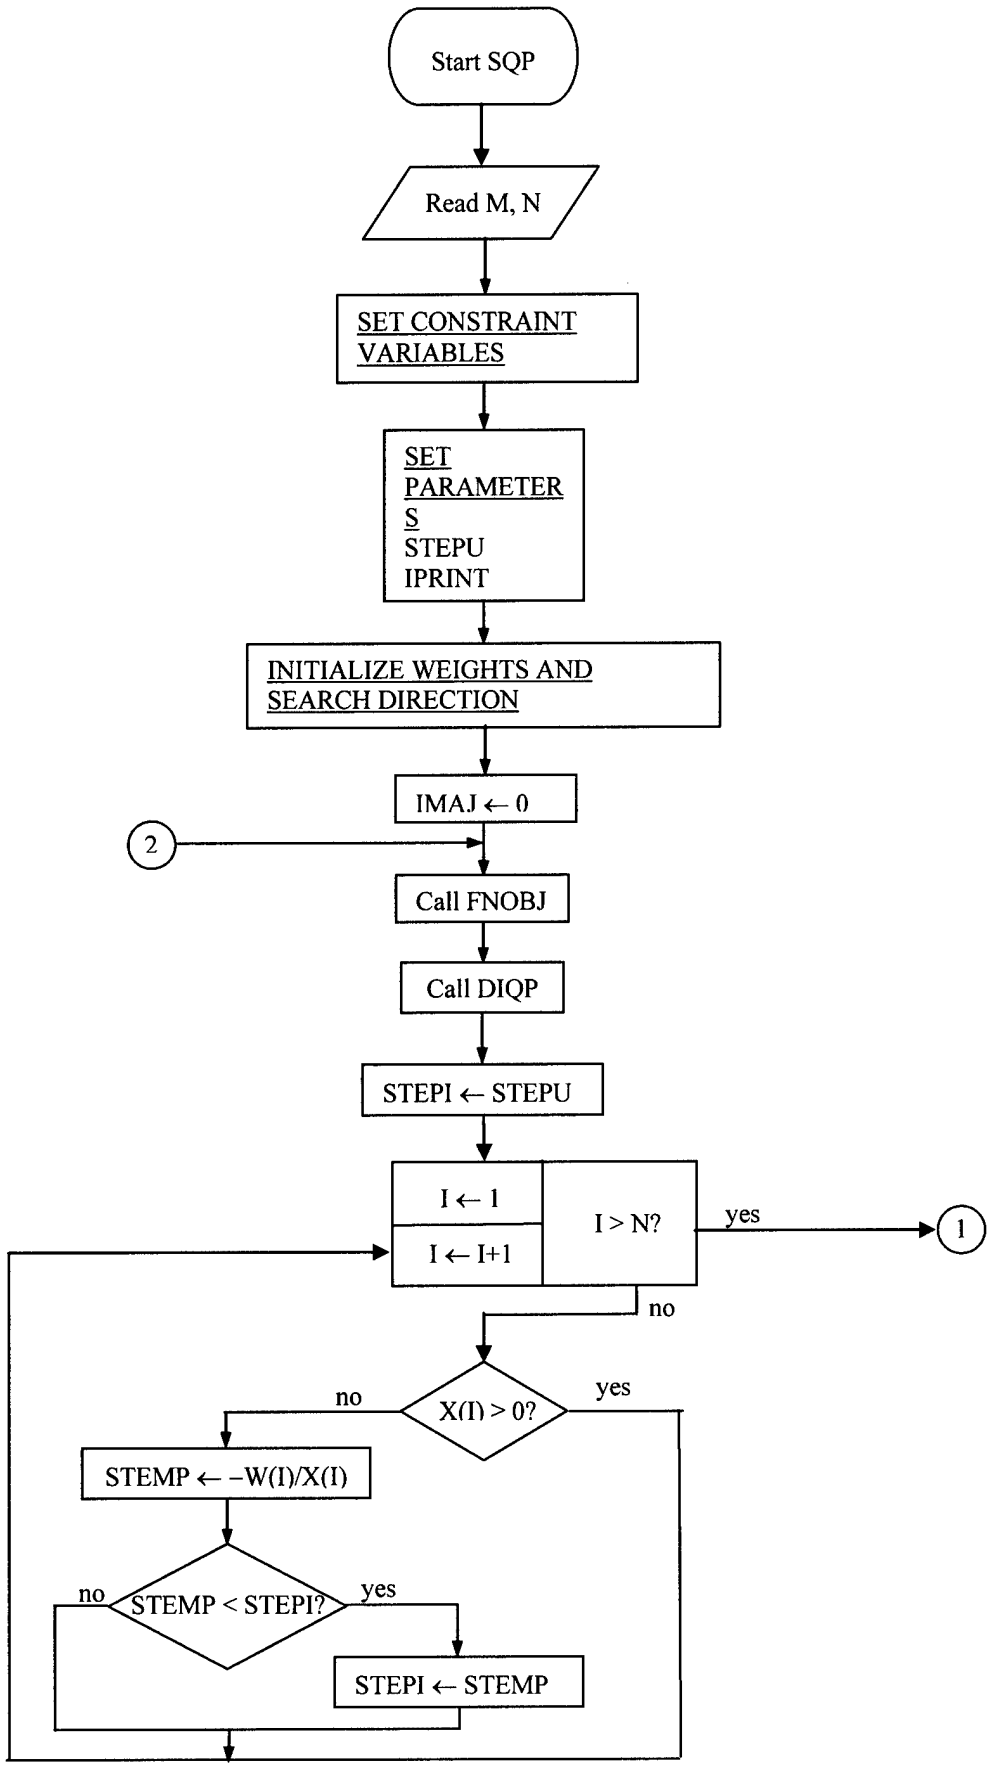 Start SQP
Read M, N
SET CONSTRAINT
VARIABLES
SET
PARAMETER
S
STEPU
IPRINT
INITIALIZE WEIGHTS AND
SEARCH DIRECTION
IMAJ ← 0
2
Call FNOBJ
Call DIQP
STEPI ← STEPU
I ← 1
I ← I+1
I > N?
yes
1
no
X(I) > 0?
no
yes
STEMP ← –W(I)/X(I)
STEMP < STEPI?
no
yes
STEPI ← STEMP